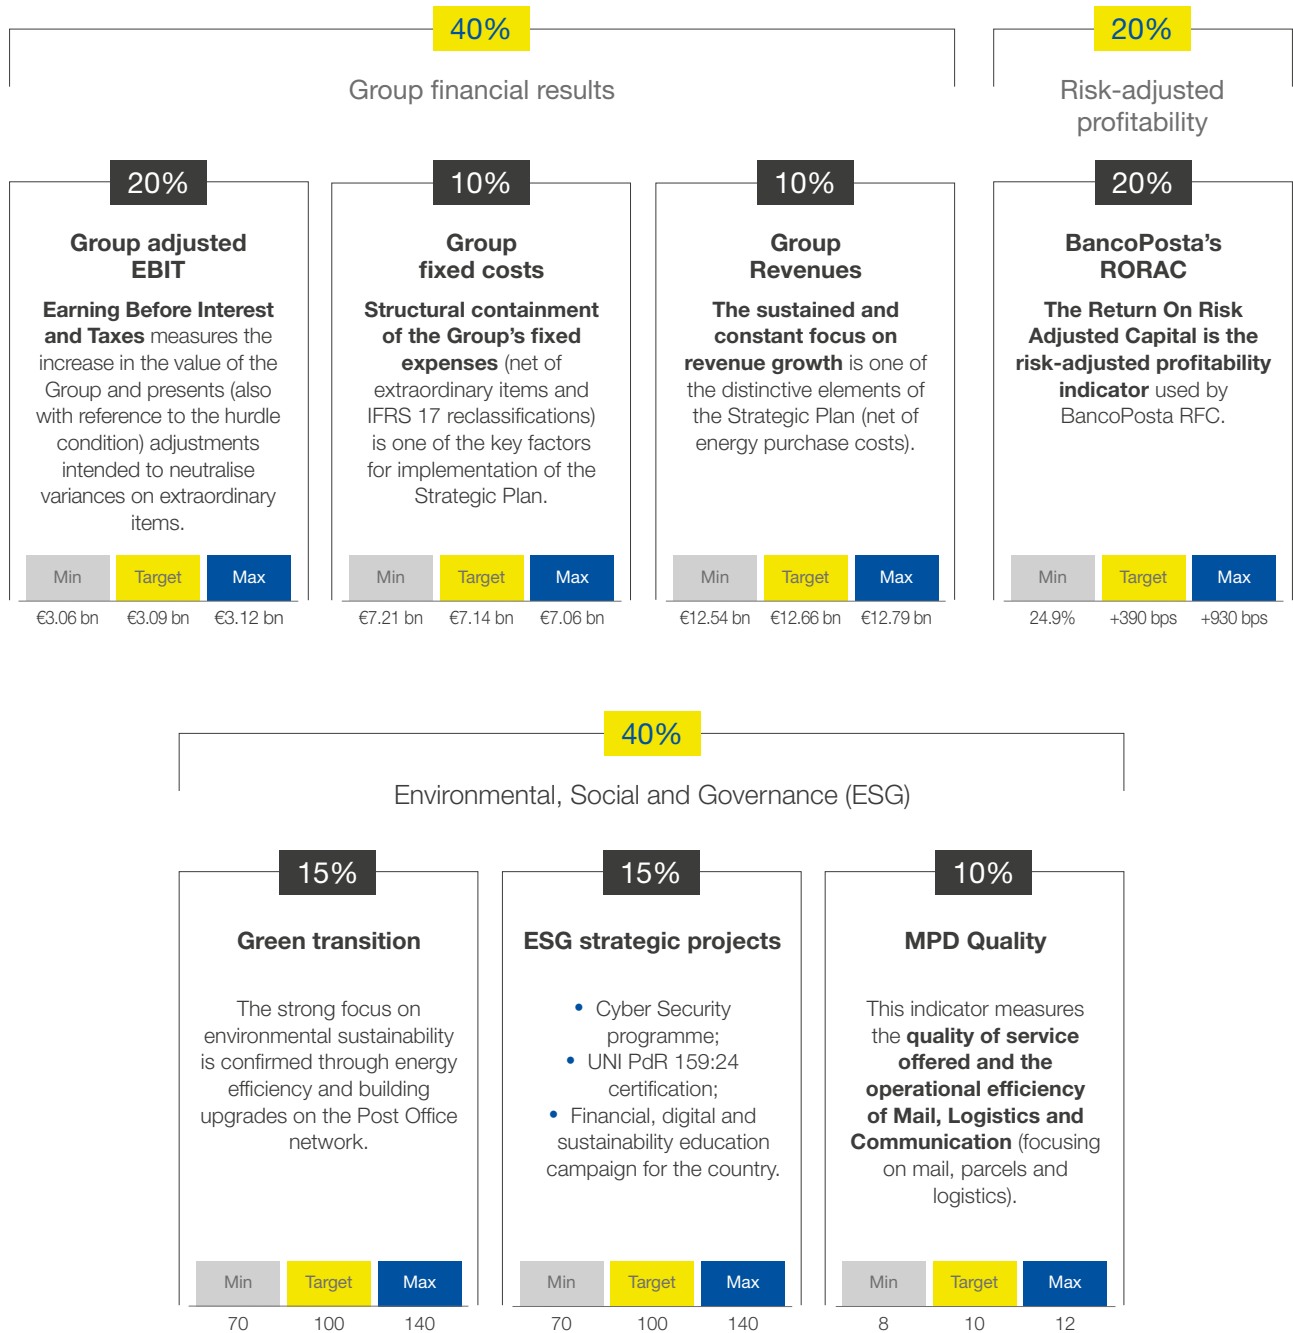 40%
Group financial results
20%
Group adjusted
EBIT
Earning Before Interest
and Taxes measures the
increase in the value of the
Group and presents (also
with reference to the hurdle
condition) adjustments
intended to neutralise
variances on extraordinary
items.
Min Target Max
€3.06 bn €3.09 bn €3.12 bn
10%
Group
fixed costs
Structural containment
of the Group's fixed
expenses (net of
extraordinary items and
IFRS 17 reclassifications)
is one of the key factors
for implementation of the
Strategic Plan.
Min Target Max
€7.21 bn €7.14 bn €7.06 bn
10%
Group
Revenues
The sustained and
constant focus on
revenue growth is one of
the distinctive elements of
the Strategic Plan (net of
energy purchase costs).
Min Target Max
€12.54 bn €12.66 bn €12.79 bn
20%
Risk-adjusted
profitability
20%
BancoPosta's
RORAC
The Return On Risk
Adjusted Capital is the
risk-adjusted profitability
indicator used by
BancoPosta RFC.
Min Target Max
24.9% +390 bps +930 bps
40%
Environmental, Social and Governance (ESG)
15%
Green transition
The strong focus on
environmental sustainability
is confirmed through energy
efficiency and building
upgrades on the Post Office
network.
Min Target Max
70 100 140
15%
ESG strategic projects
• Cyber Security
programme;
• UNI PdR 159:24
certification;
• Financial, digital and
sustainability education
campaign for the country.
Min Target Max
70 100 140
10%
MPD Quality
This indicator measures
the quality of service
offered and the
operational efficiency
of Mail, Logistics and
Communication (focusing
on mail, parcels and
logistics).
Min Target Max
8 10 12